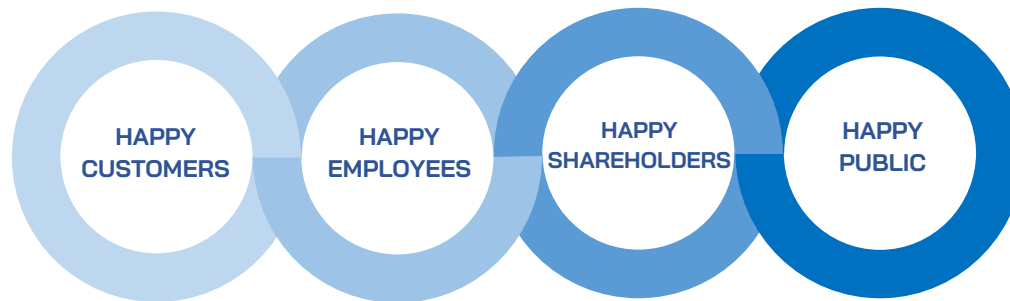 HAPPY
CUSTOMERS
HAPPY
EMPLOYEES
HAPPY
SHAREHOLDERS
HAPPY
PUBLIC